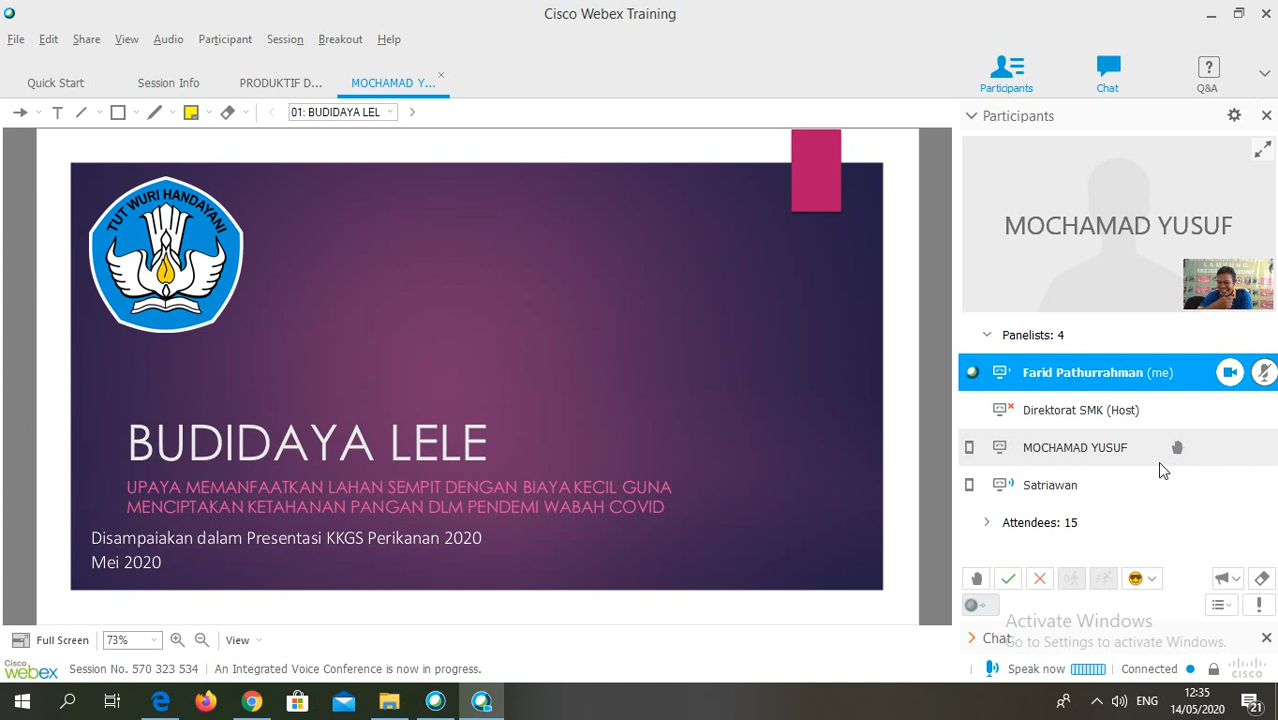 Cisco Webex Training
File Edit Share View Audio Participant Session Breakout Help
Quick Start Session Info PRODUKTIF D... MOCHAMAD Y...
Participants Chat Q&A
01: BUDIDAYA LEL
TUT WURI HANDAYANI
BUDIDAYA LELE
UPAYA MEMANFAATKAN LAHAN SEMPIT DENGAN BIAYA KECIL GUNA
MENCIPTAKAN KETAHANAN PANGAN DLM PENDEMI WABAH COVID
Disampaiakan dalam Presentasi KKGS Perikanan 2020
Mei 2020
Participants
MOCHAMAD YUSUF
Panelists: 4
Farid Pathurrahman (me)
Direktorat SMK (Host)
MOCHAMAD YUSUF
Satriawan
Attendees: 15
Activate Windows
Go to Settings to activate Windows.
Chat
Full Screen 73% View
Cisco webex Session No. 570 323 534 An Integrated Voice Conference is now in progress.
Speak now Connected cisco
ENG 12:35
14/05/2020 21